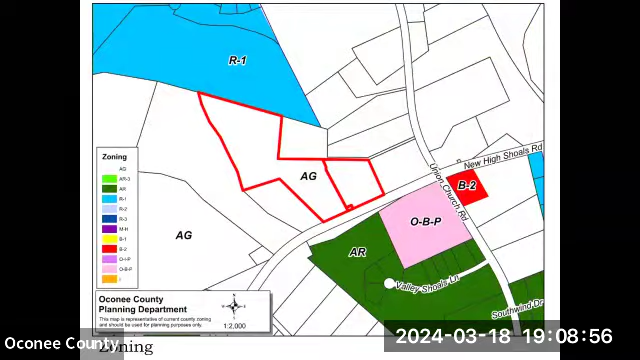 R-1
AG
New High Shoals Rd
Union Church Rd
B-2
O-B-P
AG
AR
Valley Shoals Ln
Southwind Dr
Zoning
AG
AR-3
AR
R-1
R-2
R-3
M-H
B-1
B-2
O-I-P
O-B-P
I
Oconee County
Planning Department
This map is representative of current county zoning
and should be used for planning purposes only.
1:2,000
Oconee County
Zoning
2024-03-18 19:08:56